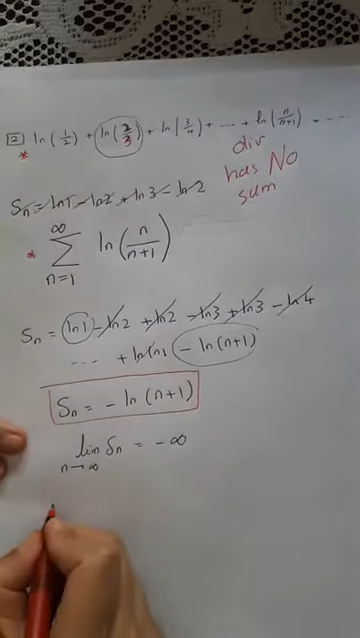 [2] ln(1/2) + ln(2/3) + ln(3/4) + .... + ln(n/n+1) + ....
* div
has No
sum
Sn = ln1 - ln2 + ln3 - ln2
* ∞∑n=1 ln(n/n+1)
Sn = ln1 - ln2 + ln2 - ln3 + ln3 - ln4
.... + ln(n) - ln(n+1)
Sn = - ln(n+1)
lim n→∞ Sn = -∞